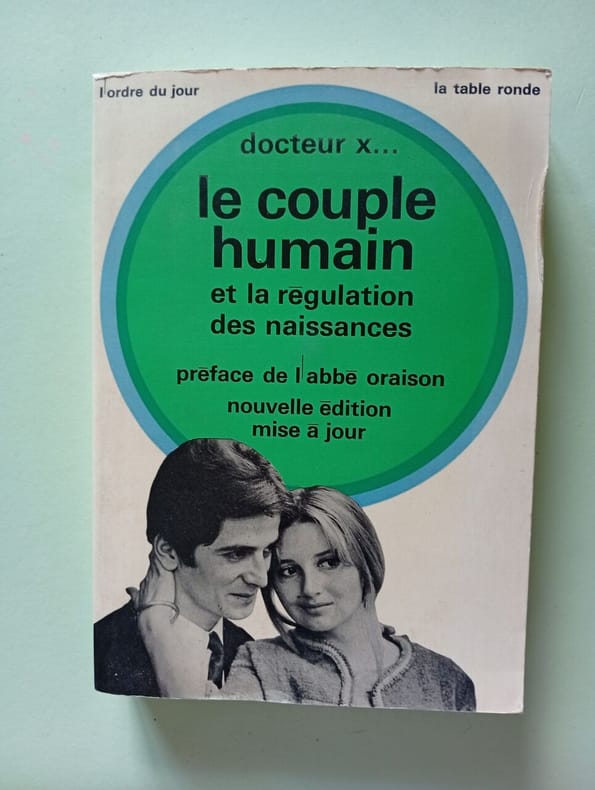 l'ordre du jour
la table ronde
docteur x...
le couple
humain
et la rēgulation
des naissances
prēface de l'abbē oraison
nouvelle ēdition
mise ā jour